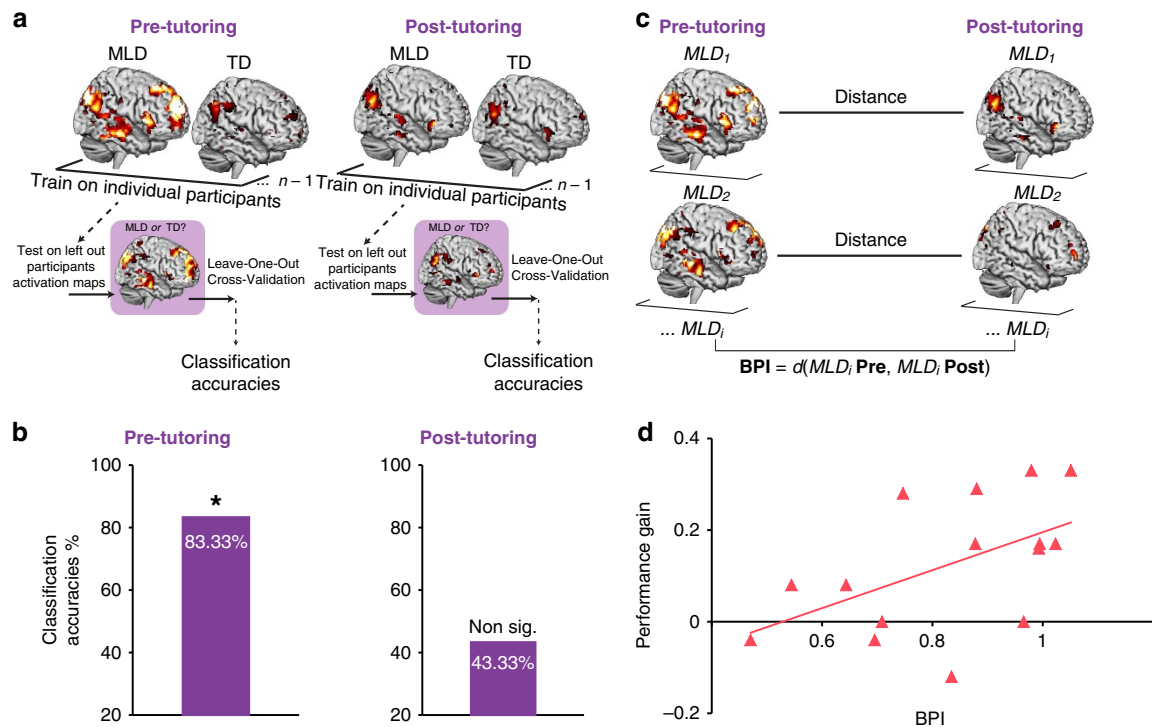 a
Pre-tutoring
Post-tutoring
MLD
TD
MLD
TD
... n – 1
... n – 1
Train on individual participants
Train on individual participants
MLD or TD?
MLD or TD?
Test on left out
participants
activation maps
Leave-One-Out
Cross-Validation
Test on left out
participants
activation maps
Leave-One-Out
Cross-Validation
Classification
accuracies
Classification
accuracies
c
Pre-tutoring
Post-tutoring
MLD1
MLD1
Distance
MLD2
MLD2
Distance
... MLDi
... MLDi
BPI = d(MLDi Pre, MLDi Post)
b
Pre-tutoring
Post-tutoring
Classification
accuracies %
100
80
60
40
20
*
83.33%
100
80
60
40
20
Non sig.
43.33%
d
Performance gain
0.4
0.2
0
–0.2
0.6
0.8
1
BPI